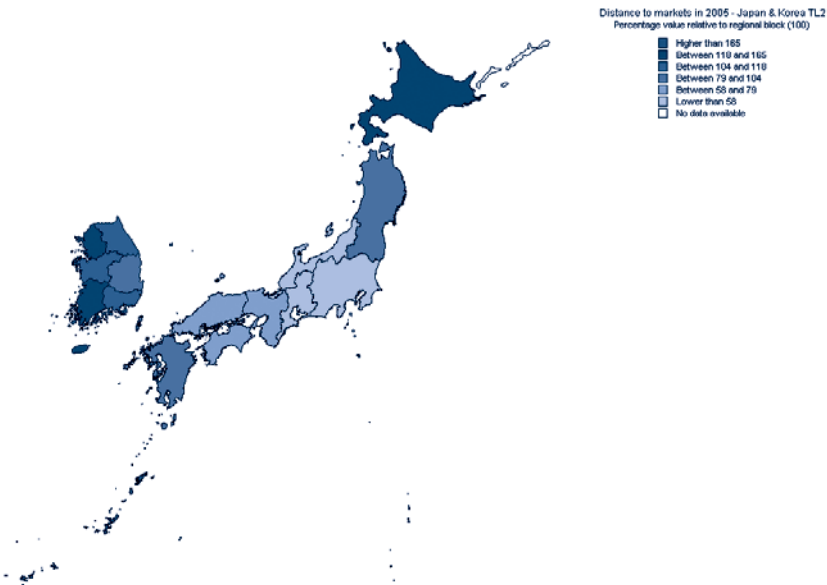 Distance to markets in 2005 - Japan & Korea TL2
Percentage value relative to regional block (100)
Higher than 165
Between 118 and 165
Between 104 and 118
Between 79 and 104
Between 58 and 79
Lower than 58
No data available